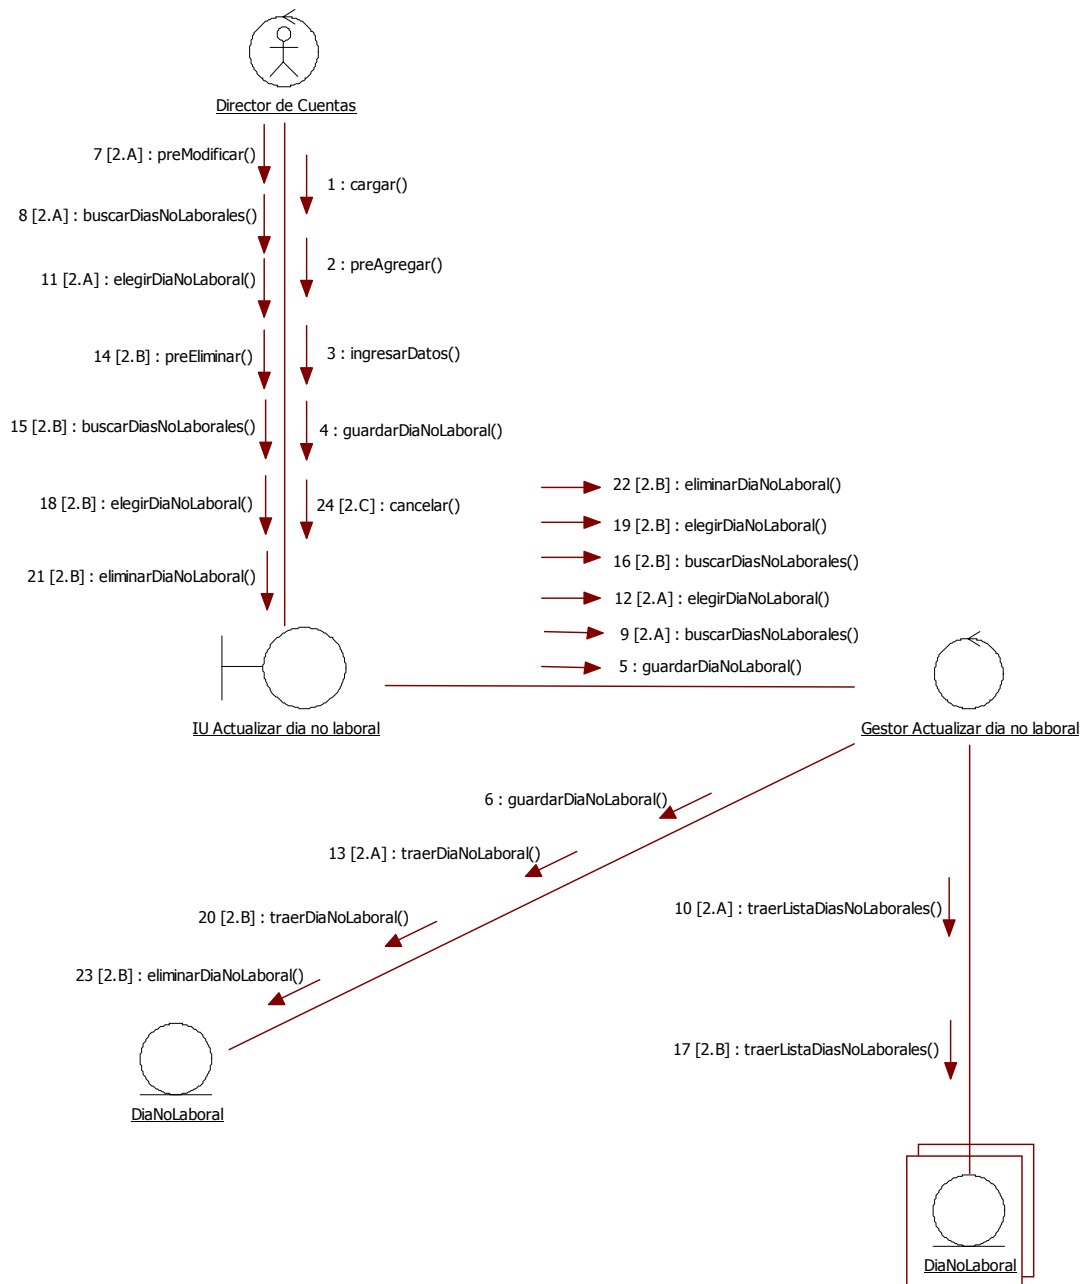 Director de Cuentas
7 [2.A] : preModificar()
1 : cargar()
8 [2.A] : buscarDiasNoLaborales()
2 : preAgregar()
11 [2.A] : elegirDiaNoLaboral()
14 [2.B] : preEliminar()
3 : ingresarDatos()
15 [2.B] : buscarDiasNoLaborales()
4 : guardarDiaNoLaboral()
18 [2.B] : elegirDiaNoLaboral()
24 [2.C] : cancelar()
21 [2.B] : eliminarDiaNoLaboral()
22 [2.B] : eliminarDiaNoLaboral()
19 [2.B] : elegirDiaNoLaboral()
16 [2.B] : buscarDiasNoLaborales()
12 [2.A] : elegirDiaNoLaboral()
9 [2.A] : buscarDiasNoLaborales()
5 : guardarDiaNoLaboral()
IU Actualizar dia no laboral
Gestor Actualizar dia no laboral
6 : guardarDiaNoLaboral()
13 [2.A] : traerDiaNoLaboral()
20 [2.B] : traerDiaNoLaboral()
23 [2.B] : eliminarDiaNoLaboral()
10 [2.A] : traerListaDiasNoLaborales()
17 [2.B] : traerListaDiasNoLaborales()
DiaNoLaboral
DiaNoLaboral